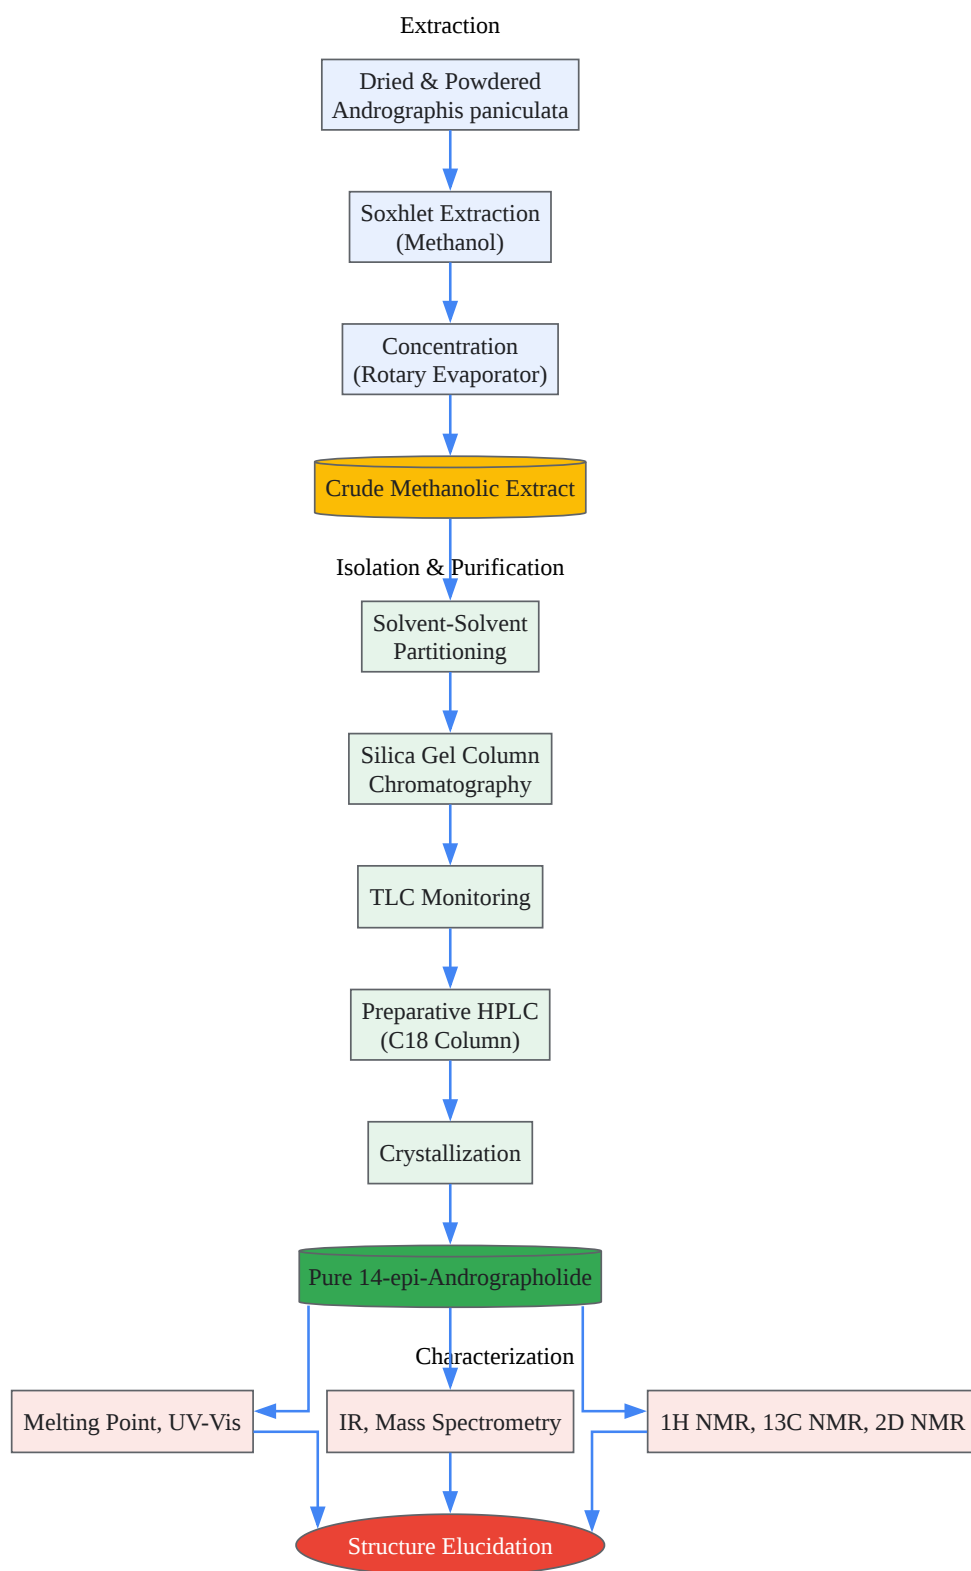 Extraction
Dried & Powdered
Andrographis paniculata
Soxhlet Extraction
(Methanol)
Concentration
(Rotary Evaporator)
Crude Methanolic Extract
Isolation & Purification
Solvent-Solvent
Partitioning
Silica Gel Column
Chromatography
TLC Monitoring
Preparative HPLC
(C18 Column)
Crystallization
Pure 14-epi-Andrographolide
Characterization
Melting Point, UV-Vis
IR, Mass Spectrometry
1H NMR, 13C NMR, 2D NMR
Structure Elucidation